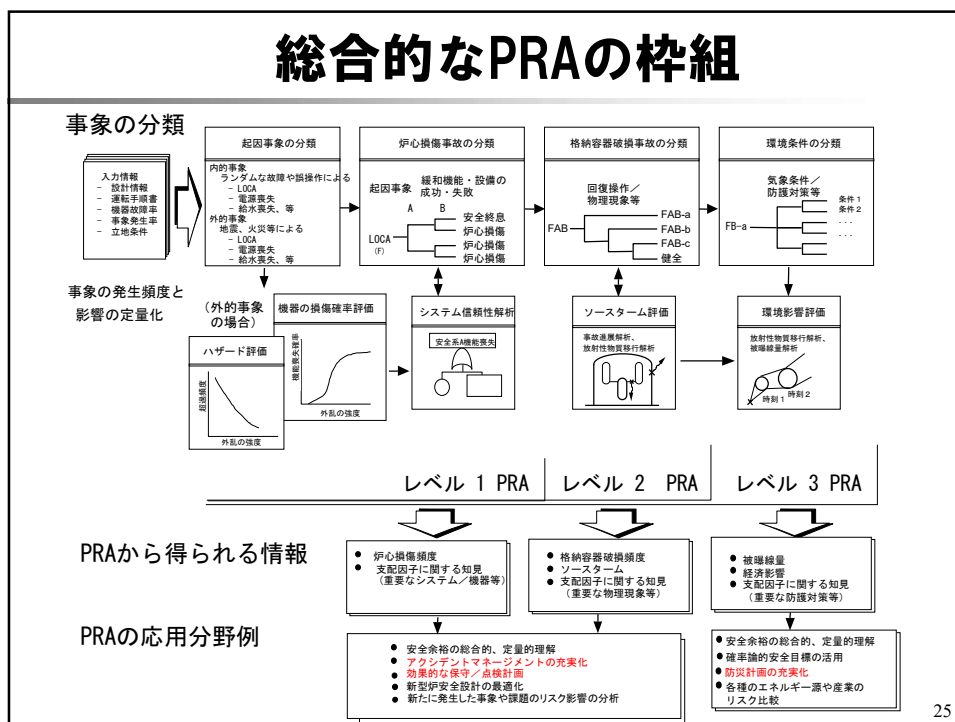 総合的なPRAの枠組
事象の分類
入力情報
- 設計情報
- 運転手順書
- 機器故障率
- 事象発生率
- 立地条件
起因事象の分類
内的事象
ランダムな故障や誤操作による
- LOCA
- 電源喪失
- 給水喪失、等
外的事象
地震、火災等による
- LOCA
- 電源喪失
- 給水喪失、等
炉心損傷事故の分類
起因事象
緩和機能・設備の
成功・失敗
A B
LOCA
(F)
安全終息
炉心損傷
炉心損傷
炉心損傷
格納容器破損事故の分類
回復操作/
物理現象等
FAB
FAB-a
FAB-b
FAB-c
健全
環境条件の分類
気象条件/
防護対策等
FB-a
条件1
条件2
...
...
事象の発生頻度と
影響の定量化
(外的事象
の場合)
ハザード評価
超過頻度
外乱の強度
機器の損傷確率評価
機能喪失確率
外乱の強度
システム信頼性解析
安全系A機能喪失
ソースターム評価
事故進展解析、
放射性物質移行解析
環境影響評価
放射性物質移行解析、
被曝線量解析
時刻1
時刻2
レベル 1 PRA
レベル 2 PRA
レベル 3 PRA
PRAから得られる情報
● 炉心損傷頻度
● 支配因子に関する知見
(重要なシステム/機器等)
● 格納容器破損頻度
● ソースターム
● 支配因子に関する知見
(重要な物理現象等)
● 被曝線量
● 経済影響
● 支配因子に関する知見
(重要な防護対策等)
PRAの応用分野例
● 安全余裕の総合的、定量的理解
● アクシデントマネージメントの充実化
● 効果的な保守/点検計画
● 新型炉安全設計の最適化
● 新たに発生した事象や課題のリスク影響の分析
● 安全余裕の総合的、定量的理解
● 確率論的安全目標の活用
● 防災計画の充実化
● 各種のエネルギー源や産業の
リスク比較
25